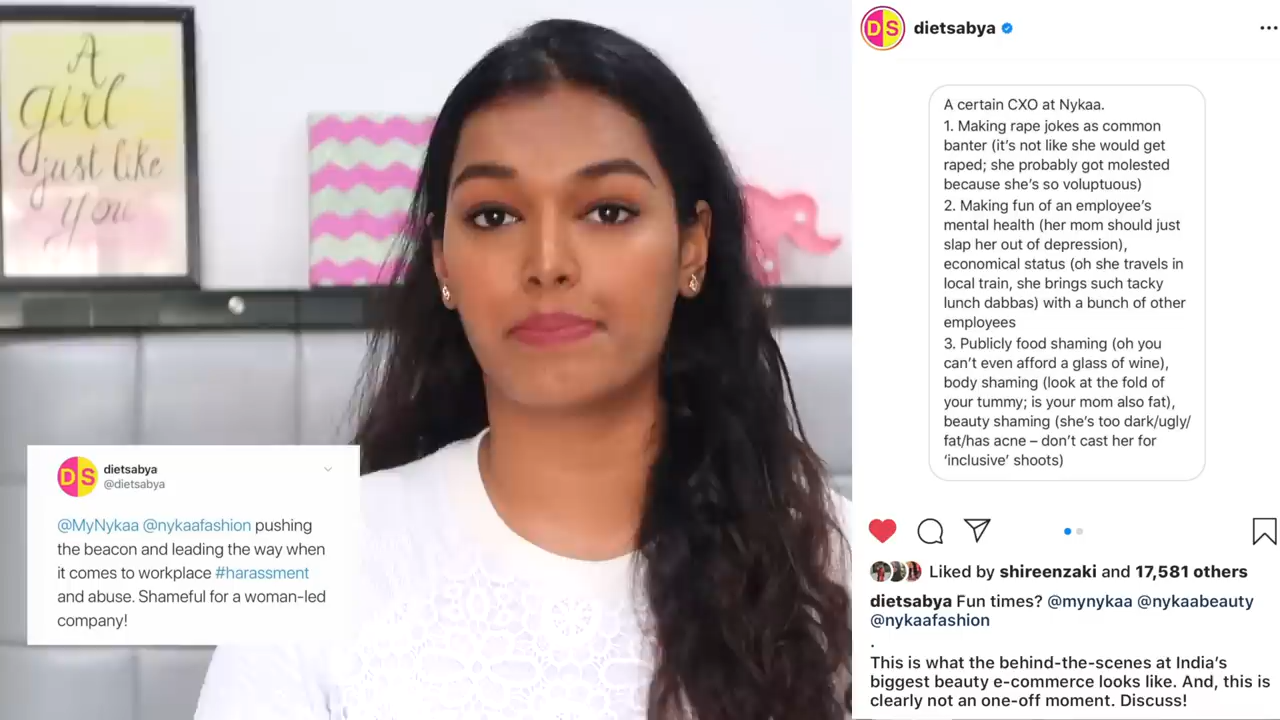 A
girl
just like
you
DS
dietsabya
@dietsabya
@MyNykaa @nykaafashion pushing
the beacon and leading the way when
it comes to workplace #harassment
and abuse. Shameful for a woman-led
company!
DS
dietsabya
A certain CXO at Nykaa.
1. Making rape jokes as common
banter (it's not like she would get
raped; she probably got molested
because she's so voluptuous)
2. Making fun of an employee's
mental health (her mom should just
slap her out of depression),
economical status (oh she travels in
local train, she brings such tacky
lunch dabbas) with a bunch of other
employees
3. Publicly food shaming (oh you
can't even afford a glass of wine),
body shaming (look at the fold of
your tummy; is your mom also fat),
beauty shaming (she's too dark/ugly/
fat/has acne – don't cast her for
'inclusive' shoots)
Liked by shireenzaki and 17,581 others
dietsabya Fun times? @mynykaa @nykaabeauty
@nykaafashion
.
This is what the behind-the-scenes at India's
biggest beauty e-commerce looks like. And, this is
clearly not an one-off moment. Discuss!